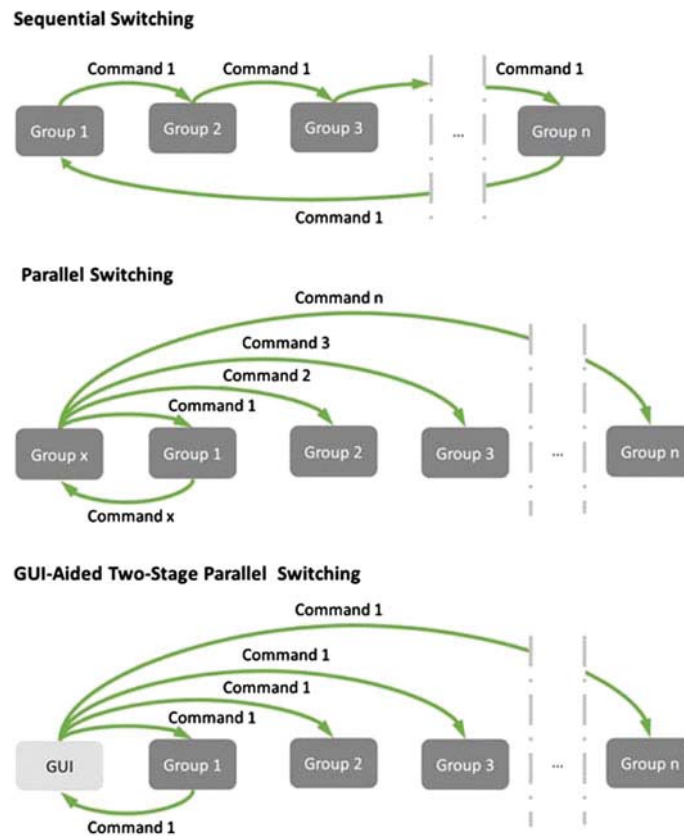 Sequential Switching
Command 1
Command 1
Command 1
Group 1
Group 2
Group 3
...
Group n
Command 1
Parallel Switching
Command n
Command 3
Command 2
Command 1
Group x
Group 1
Group 2
Group 3
...
Group n
Command x
GUI-Aided Two-Stage Parallel Switching
Command 1
Command 1
Command 1
Command 1
GUI
Group 1
Group 2
Group 3
...
Group n
Command 1